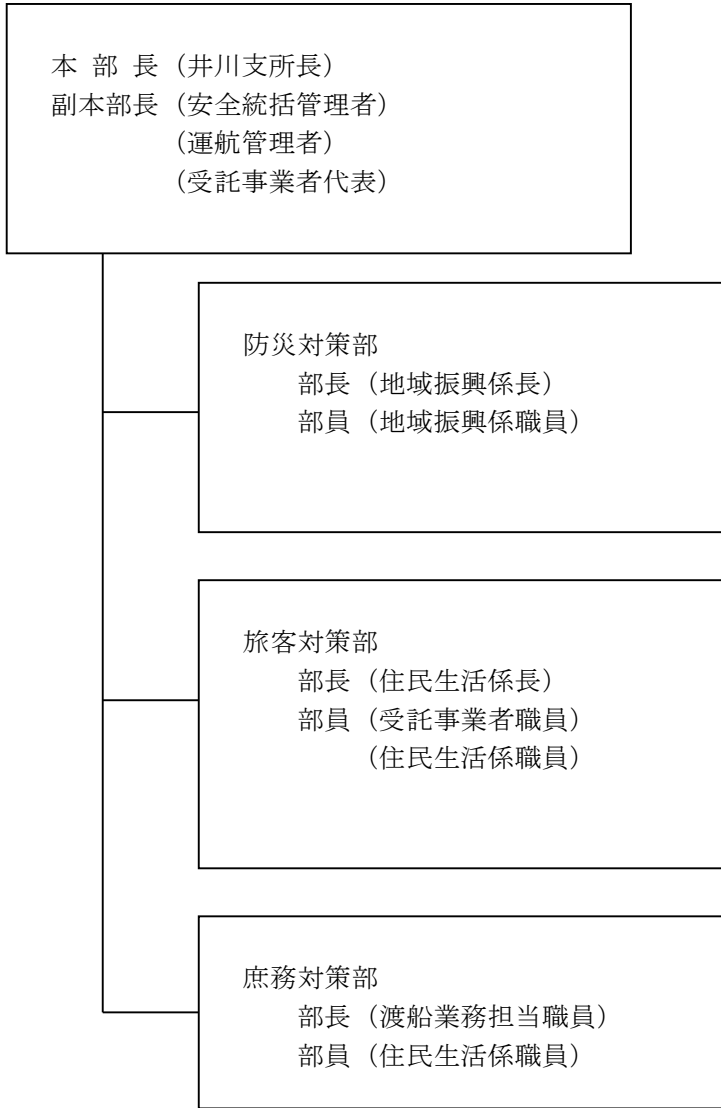 本 部 長（井川支所長）
副本部長（安全統括管理者）
（運航管理者）
（受託事業者代表）
防災対策部
部長（地域振興係長）
部員（地域振興係職員）
旅客対策部
部長（住民生活係長）
部員（受託事業者職員）
（住民生活係職員）
庶務対策部
部長（渡船業務担当職員）
部員（住民生活係職員）